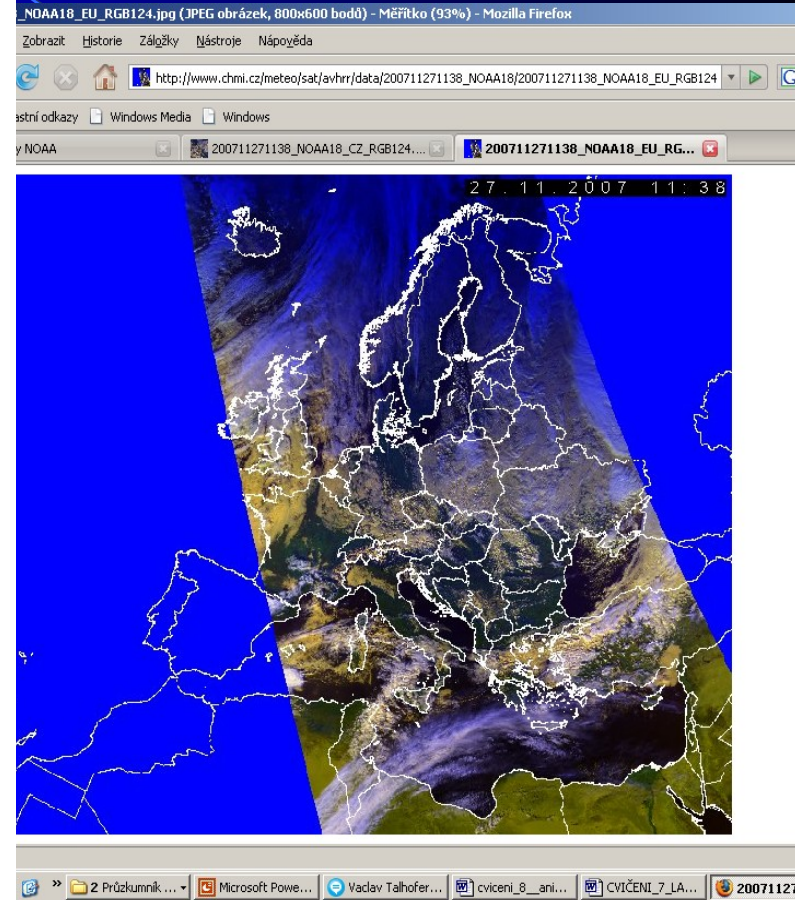 _NOAA18_EU_RGB124.jpg (JPEG obrázek, 800x600 bodů) - Měřítko (93%) - Mozilla Firefox
Zobrazit Historie Záložky Nástroje Nápověda
http://www.chmi.cz/meteo/sat/avhrr/data/200711271138_NOAA18/200711271138_NOAA18_EU_RGB124
astní odkazy Windows Media Windows
y NOAA 200711271138_NOAA18_CZ_RGB124.... 200711271138_NOAA18_EU_RG...
27.11.2007 11:38
2 Průzkumník ... Microsoft Powe... Vaclav Talhofer... cviceni_8__ani... CVIČENI_7_LA... 2007112